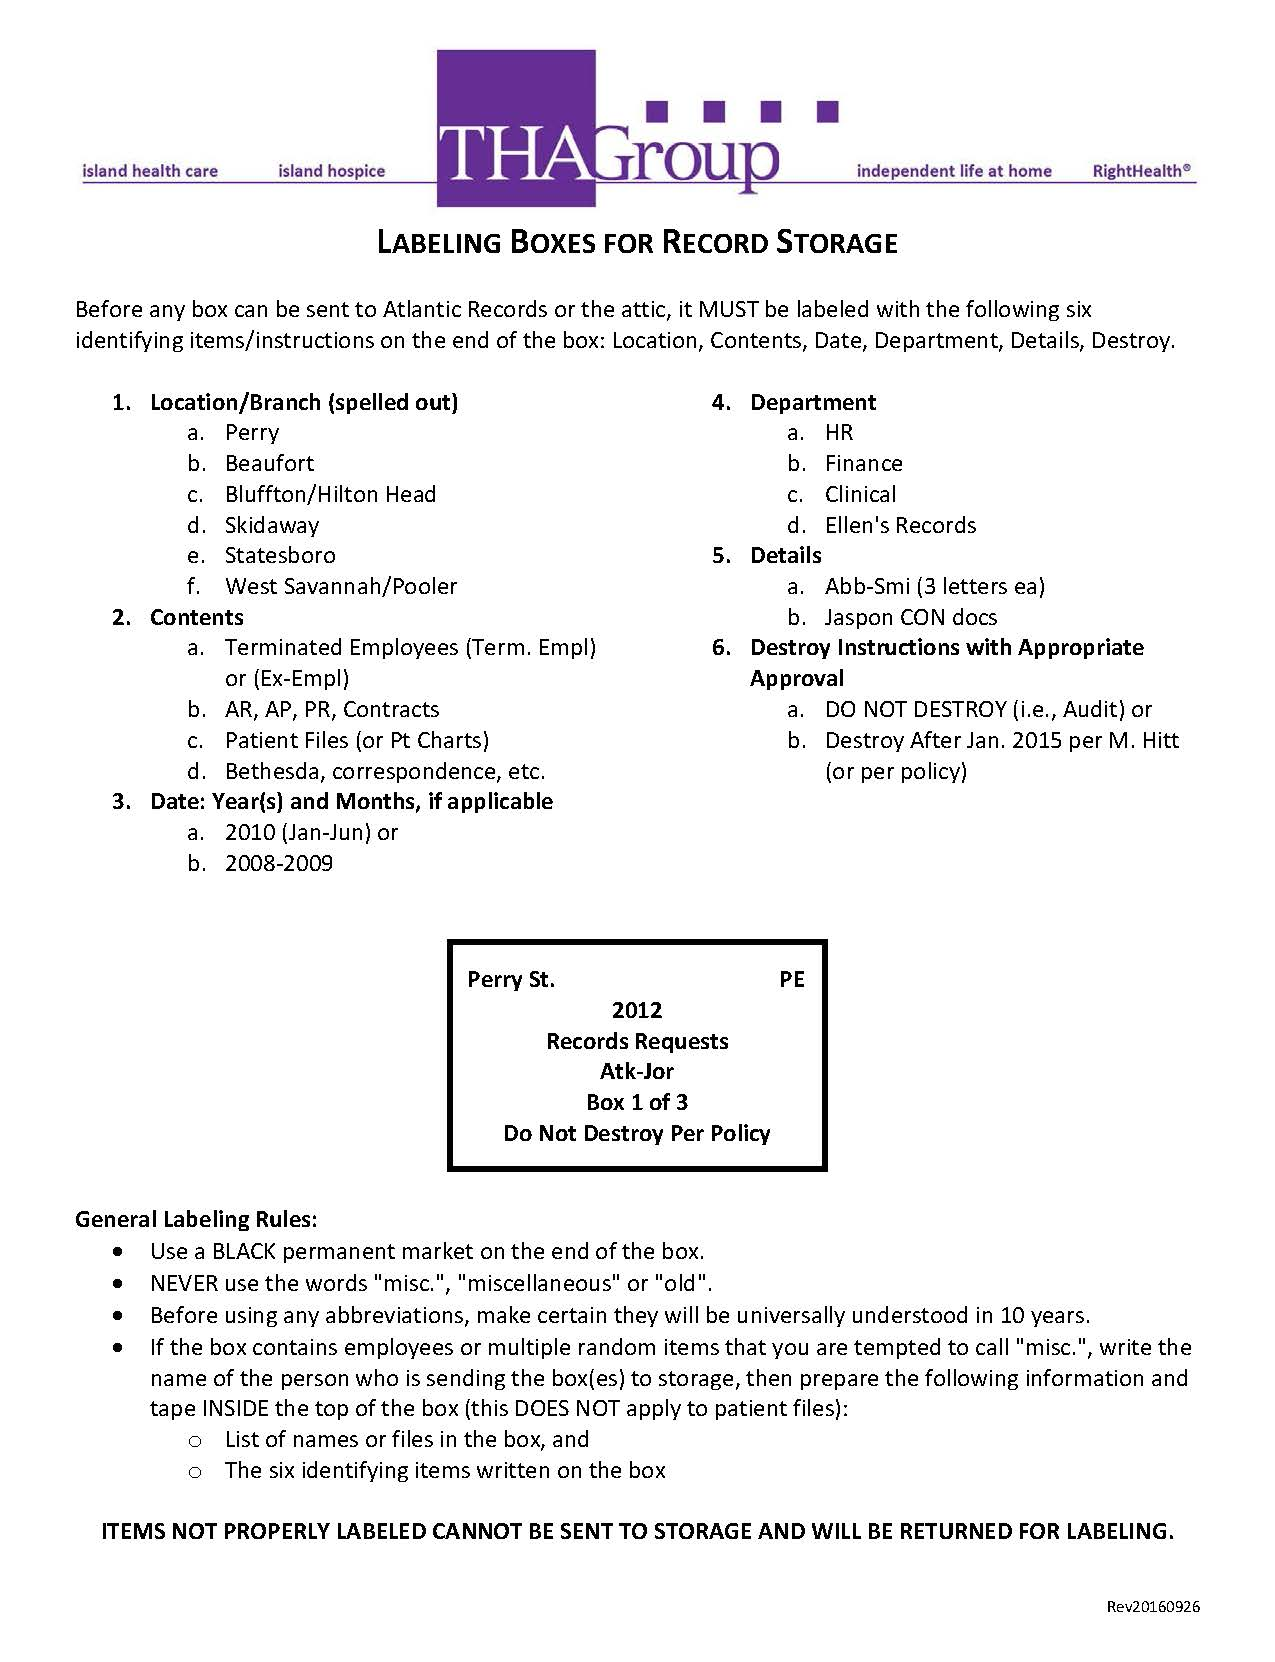 island health care island hospice THAGroup independent life at home RightHealth®
LABELING BOXES FOR RECORD STORAGE
Before any box can be sent to Atlantic Records or the attic, it MUST be labeled with the following six
identifying items/instructions on the end of the box: Location, Contents, Date, Department, Details, Destroy.
1. Location/Branch (spelled out)
a. Perry
b. Beaufort
c. Bluffton/Hilton Head
d. Skidaway
e. Statesboro
f. West Savannah/Pooler
2. Contents
a. Terminated Employees (Term. Empl)
or (Ex-Empl)
b. AR, AP, PR, Contracts
c. Patient Files (or Pt Charts)
d. Bethesda, correspondence, etc.
3. Date: Year(s) and Months, if applicable
a. 2010 (Jan-Jun) or
b. 2008-2009
4. Department
a. HR
b. Finance
c. Clinical
d. Ellen's Records
5. Details
a. Abb-Smi (3 letters ea)
b. Jaspon CON docs
6. Destroy Instructions with Appropriate
Approval
a. DO NOT DESTROY (i.e., Audit) or
b. Destroy After Jan. 2015 per M. Hitt
(or per policy)
Perry St. PE
2012
Records Requests
Atk-Jor
Box 1 of 3
Do Not Destroy Per Policy
General Labeling Rules:
• Use a BLACK permanent market on the end of the box.
• NEVER use the words "misc.", "miscellaneous" or "old".
• Before using any abbreviations, make certain they will be universally understood in 10 years.
• If the box contains employees or multiple random items that you are tempted to call "misc.", write the
name of the person who is sending the box(es) to storage, then prepare the following information and
tape INSIDE the top of the box (this DOES NOT apply to patient files):
o List of names or files in the box, and
o The six identifying items written on the box
ITEMS NOT PROPERLY LABELED CANNOT BE SENT TO STORAGE AND WILL BE RETURNED FOR LABELING.
Rev20160926